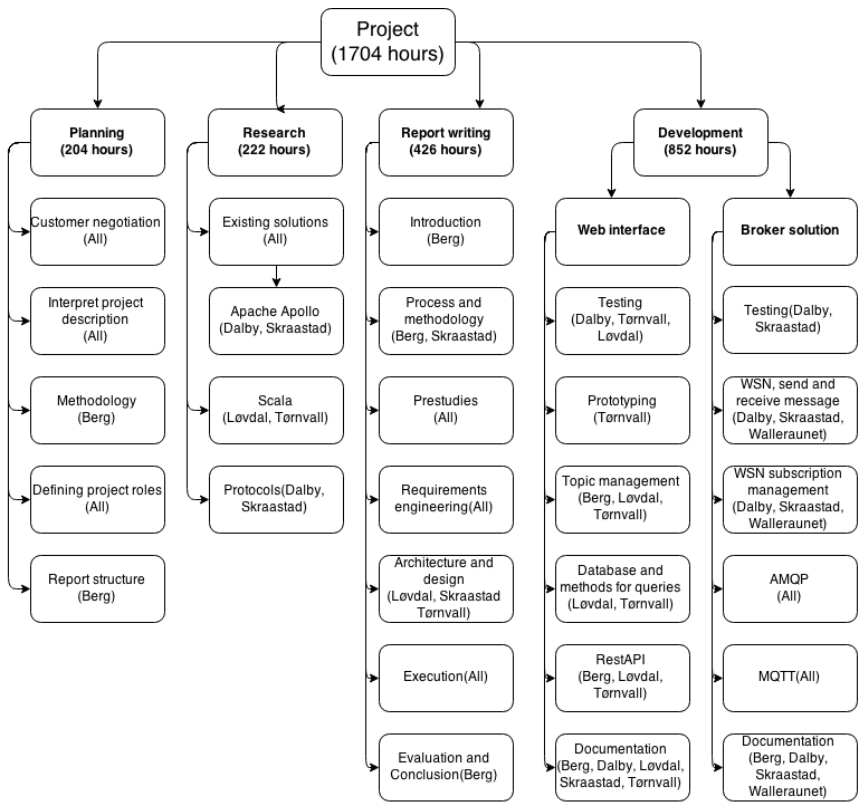 Project
(1704 hours)
Planning
(204 hours)
Research
(222 hours)
Report writing
(426 hours)
Development
(852 hours)
Customer negotiation
(All)
Interpret project
description
(All)
Methodology
(Berg)
Defining project roles
(All)
Report structure
(Berg)
Existing solutions
(All)
Apache Apollo
(Dalby, Skraastad)
Scala
(Løvdal, Tørnvall)
Protocols(Dalby,
Skraastad)
Introduction
(Berg)
Process and
methodology
(Berg, Skraastad)
Prestudies
(All)
Requirements
engineering(All)
Architecture and
design
(Løvdal, Skraastad
Tørnvall)
Execution(All)
Evaluation and
Conclusion(Berg)
Web interface
Testing
(Dalby, Tørnvall,
Løvdal)
Prototyping
(Tørnvall)
Topic management
(Berg, Løvdal,
Tørnvall)
Database and
methods for queries
(Løvdal, Tørnvall)
RestAPI
(Berg, Løvdal,
Tørnvall)
Documentation
(Berg, Dalby, Løvdal,
Skraastad, Tørnvall)
Broker solution
Testing(Dalby,
Skraastad)
WSN, send and
receive message
(Dalby, Skraastad,
Walleraunet)
WSN subscription
management
(Dalby, Skraastad,
Walleraunet)
AMQP
(All)
MQTT(All)
Documentation
(Berg, Dalby,
Skraastad,
Walleraunet)